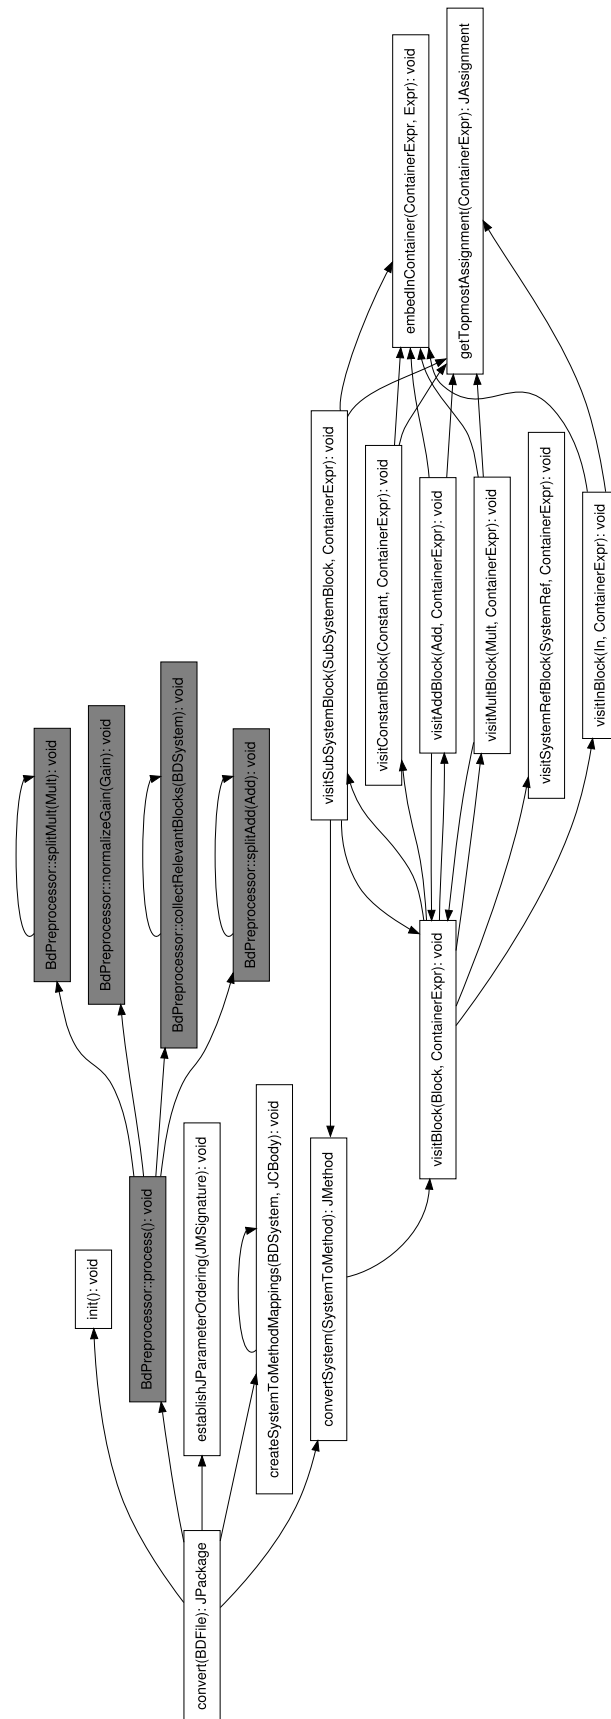 embedInContainer(ContainerExpr, Expr): void
getTopmostAssignment(ContainerExpr): JAssignment
visitSubSystemBlock(SubSystemBlock, ContainerExpr): void
visitConstantBlock(Constant, ContainerExpr): void
visitAddBlock(Add, ContainerExpr): void
visitMultBlock(Mult, ContainerExpr): void
visitSystemRefBlock(SystemRef, ContainerExpr): void
visitInBlock(In, ContainerExpr): void
BdPreprocessor::splitMult(Mult): void
BdPreprocessor::normalizeGain(Gain): void
BdPreprocessor::collectRelevantBlocks(BDSystem): void
BdPreprocessor::splitAdd(Add): void
visitBlock(Block, ContainerExpr): void
init(): void
BdPreprocessor::process(): void
establishJParameterOrdering(JMSignature): void
createSystemToMethodMappings(BDSystem, JCBody): void
convertSystem(SystemToMethod): JMethod
convert(BDFile): JPackage